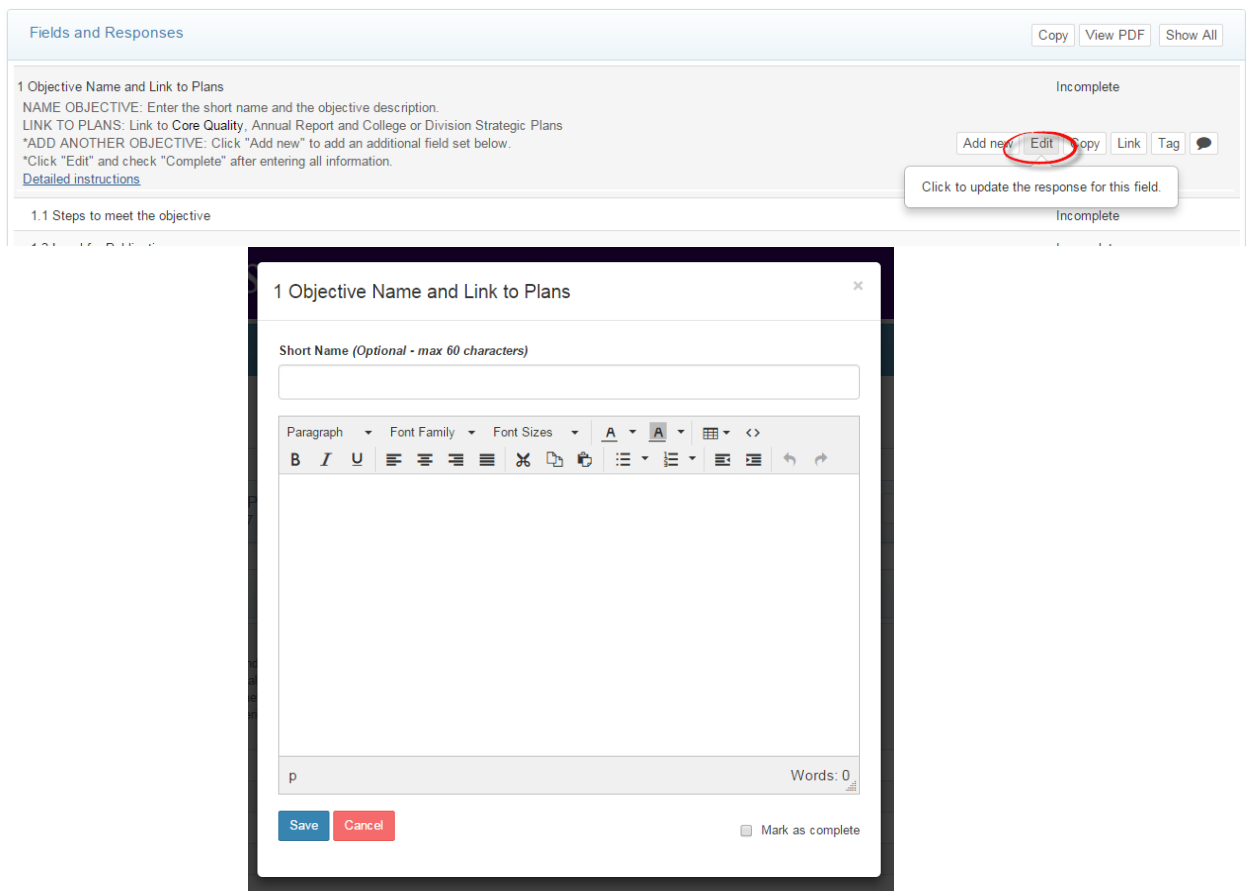 Fields and Responses
Copy View PDF Show All
1 Objective Name and Link to Plans Incomplete
NAME OBJECTIVE: Enter the short name and the objective description.
LINK TO PLANS: Link to Core Quality, Annual Report and College or Division Strategic Plans
*ADD ANOTHER OBJECTIVE: Click "Add new" to add an additional field set below.
Add new Edit Copy Link Tag
*Click "Edit" and check "Complete" after entering all information.
Detailed instructions
Click to update the response for this field.
1.1 Steps to meet the objective Incomplete
1 Objective Name and Link to Plans ×
Short Name (Optional - max 60 characters)
Paragraph Font Family Font Sizes A A <>
B I U
p Words: 0
Save Cancel Mark as complete